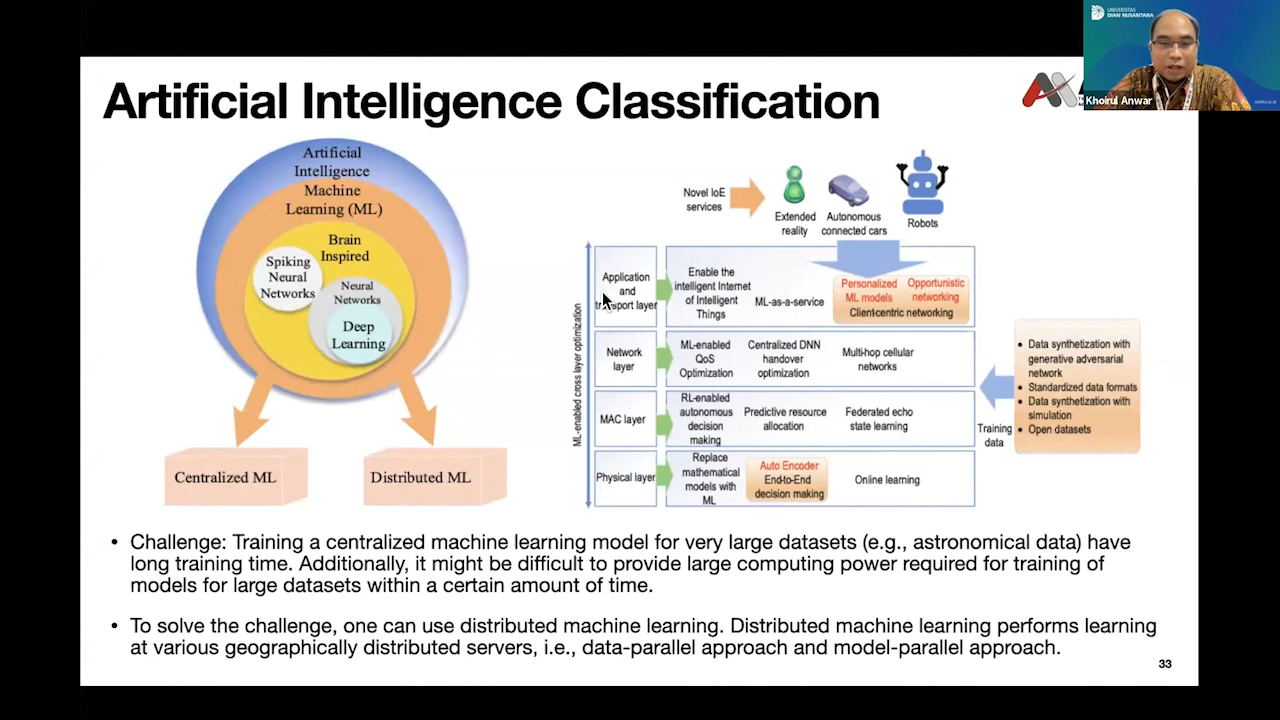 UNIVERSITAS
DIAN NUSANTARA
Khoirul Anwar
Artificial Intelligence Classification
Artificial
Intelligence
Machine
Learning (ML)
Brain
Inspired
Spiking
Neural
Networks
Neural
Networks
Deep
Learning
Centralized ML
Distributed ML
Novel IoE
services
Extended
reality
Autonomous
connected cars
Robots
ML-enabled cross layer optimization
Application
and
transport layer
Enable the
intelligent Internet
of Intelligent
Things
ML-as-a-service
Personalized
ML models
Opportunistic
networking
Client-centric networking
Network
layer
ML-enabled
QoS
Optimization
Centralized DNN
handover
optimization
Multi-hop cellular
networks
MAC layer
RL-enabled
autonomous
decision
making
Predictive resource
allocation
Federated echo
state learning
Physical layer
Replace
mathematical
models with
ML
Auto Encoder
End-to-End
decision making
Online learning
Training
data
• Data synthetization with
generative adversarial
network
• Standardized data formats
• Data synthetization with
simulation
• Open datasets
• Challenge: Training a centralized machine learning model for very large datasets (e.g., astronomical data) have
long training time. Additionally, it might be difficult to provide large computing power required for training of
models for large datasets within a certain amount of time.
• To solve the challenge, one can use distributed machine learning. Distributed machine learning performs learning
at various geographically distributed servers, i.e., data-parallel approach and model-parallel approach.
33